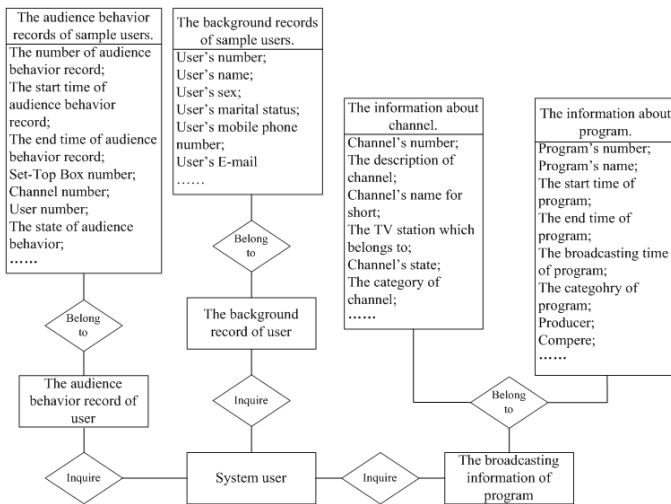 The audience behavior
records of sample users.
The number of audience
behavior record;
The start time of
audience behavior
record;
The end time of audience
behavior record;
Set-Top Box number;
Channel number;
User number;
The state of audience
behavior;
……
The background records
of sample users.
User's number;
User's name;
User's sex;
User's marital status;
User's mobile phone
number;
User's E-mail
……
The information about
channel.
Channel's number;
The description of
channel;
Channel's name for
short;
The TV station which
belongs to;
Channel's state;
The category of
channel;
……
The information about
program.
Program's number;
Program's name;
The start time of
program;
The end time of
program;
The broadcasting time
of program;
The categohry of
program;
Producer;
Compere;
……
Belong
to
Belong
to
The background
record of user
The audience
behavior record of
user
Inquire
Belong
to
Inquire
System user
Inquire
The broadcasting
information of
program